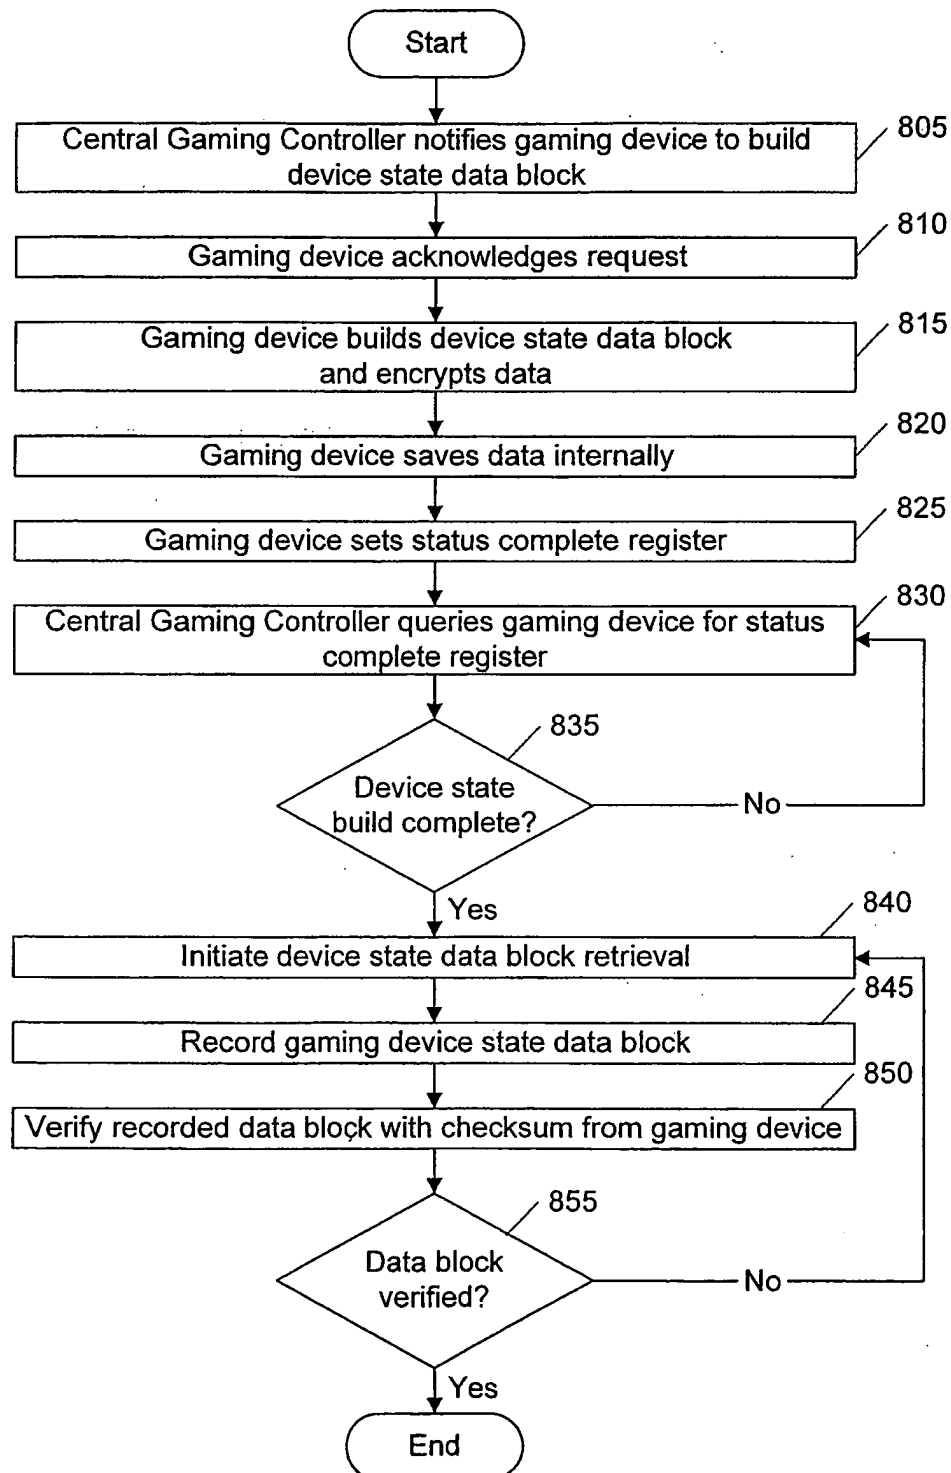 Start
Central Gaming Controller notifies gaming device to build
device state data block
805
Gaming device acknowledges request
810
Gaming device builds device state data block
and encrypts data
815
Gaming device saves data internally
820
Gaming device sets status complete register
825
Central Gaming Controller queries gaming device for status
complete register
830
Device state
build complete?
835
No
Yes
Initiate device state data block retrieval
840
Record gaming device state data block
845
Verify recorded data block with checksum from gaming device
850
Data block
verified?
855
No
Yes
End